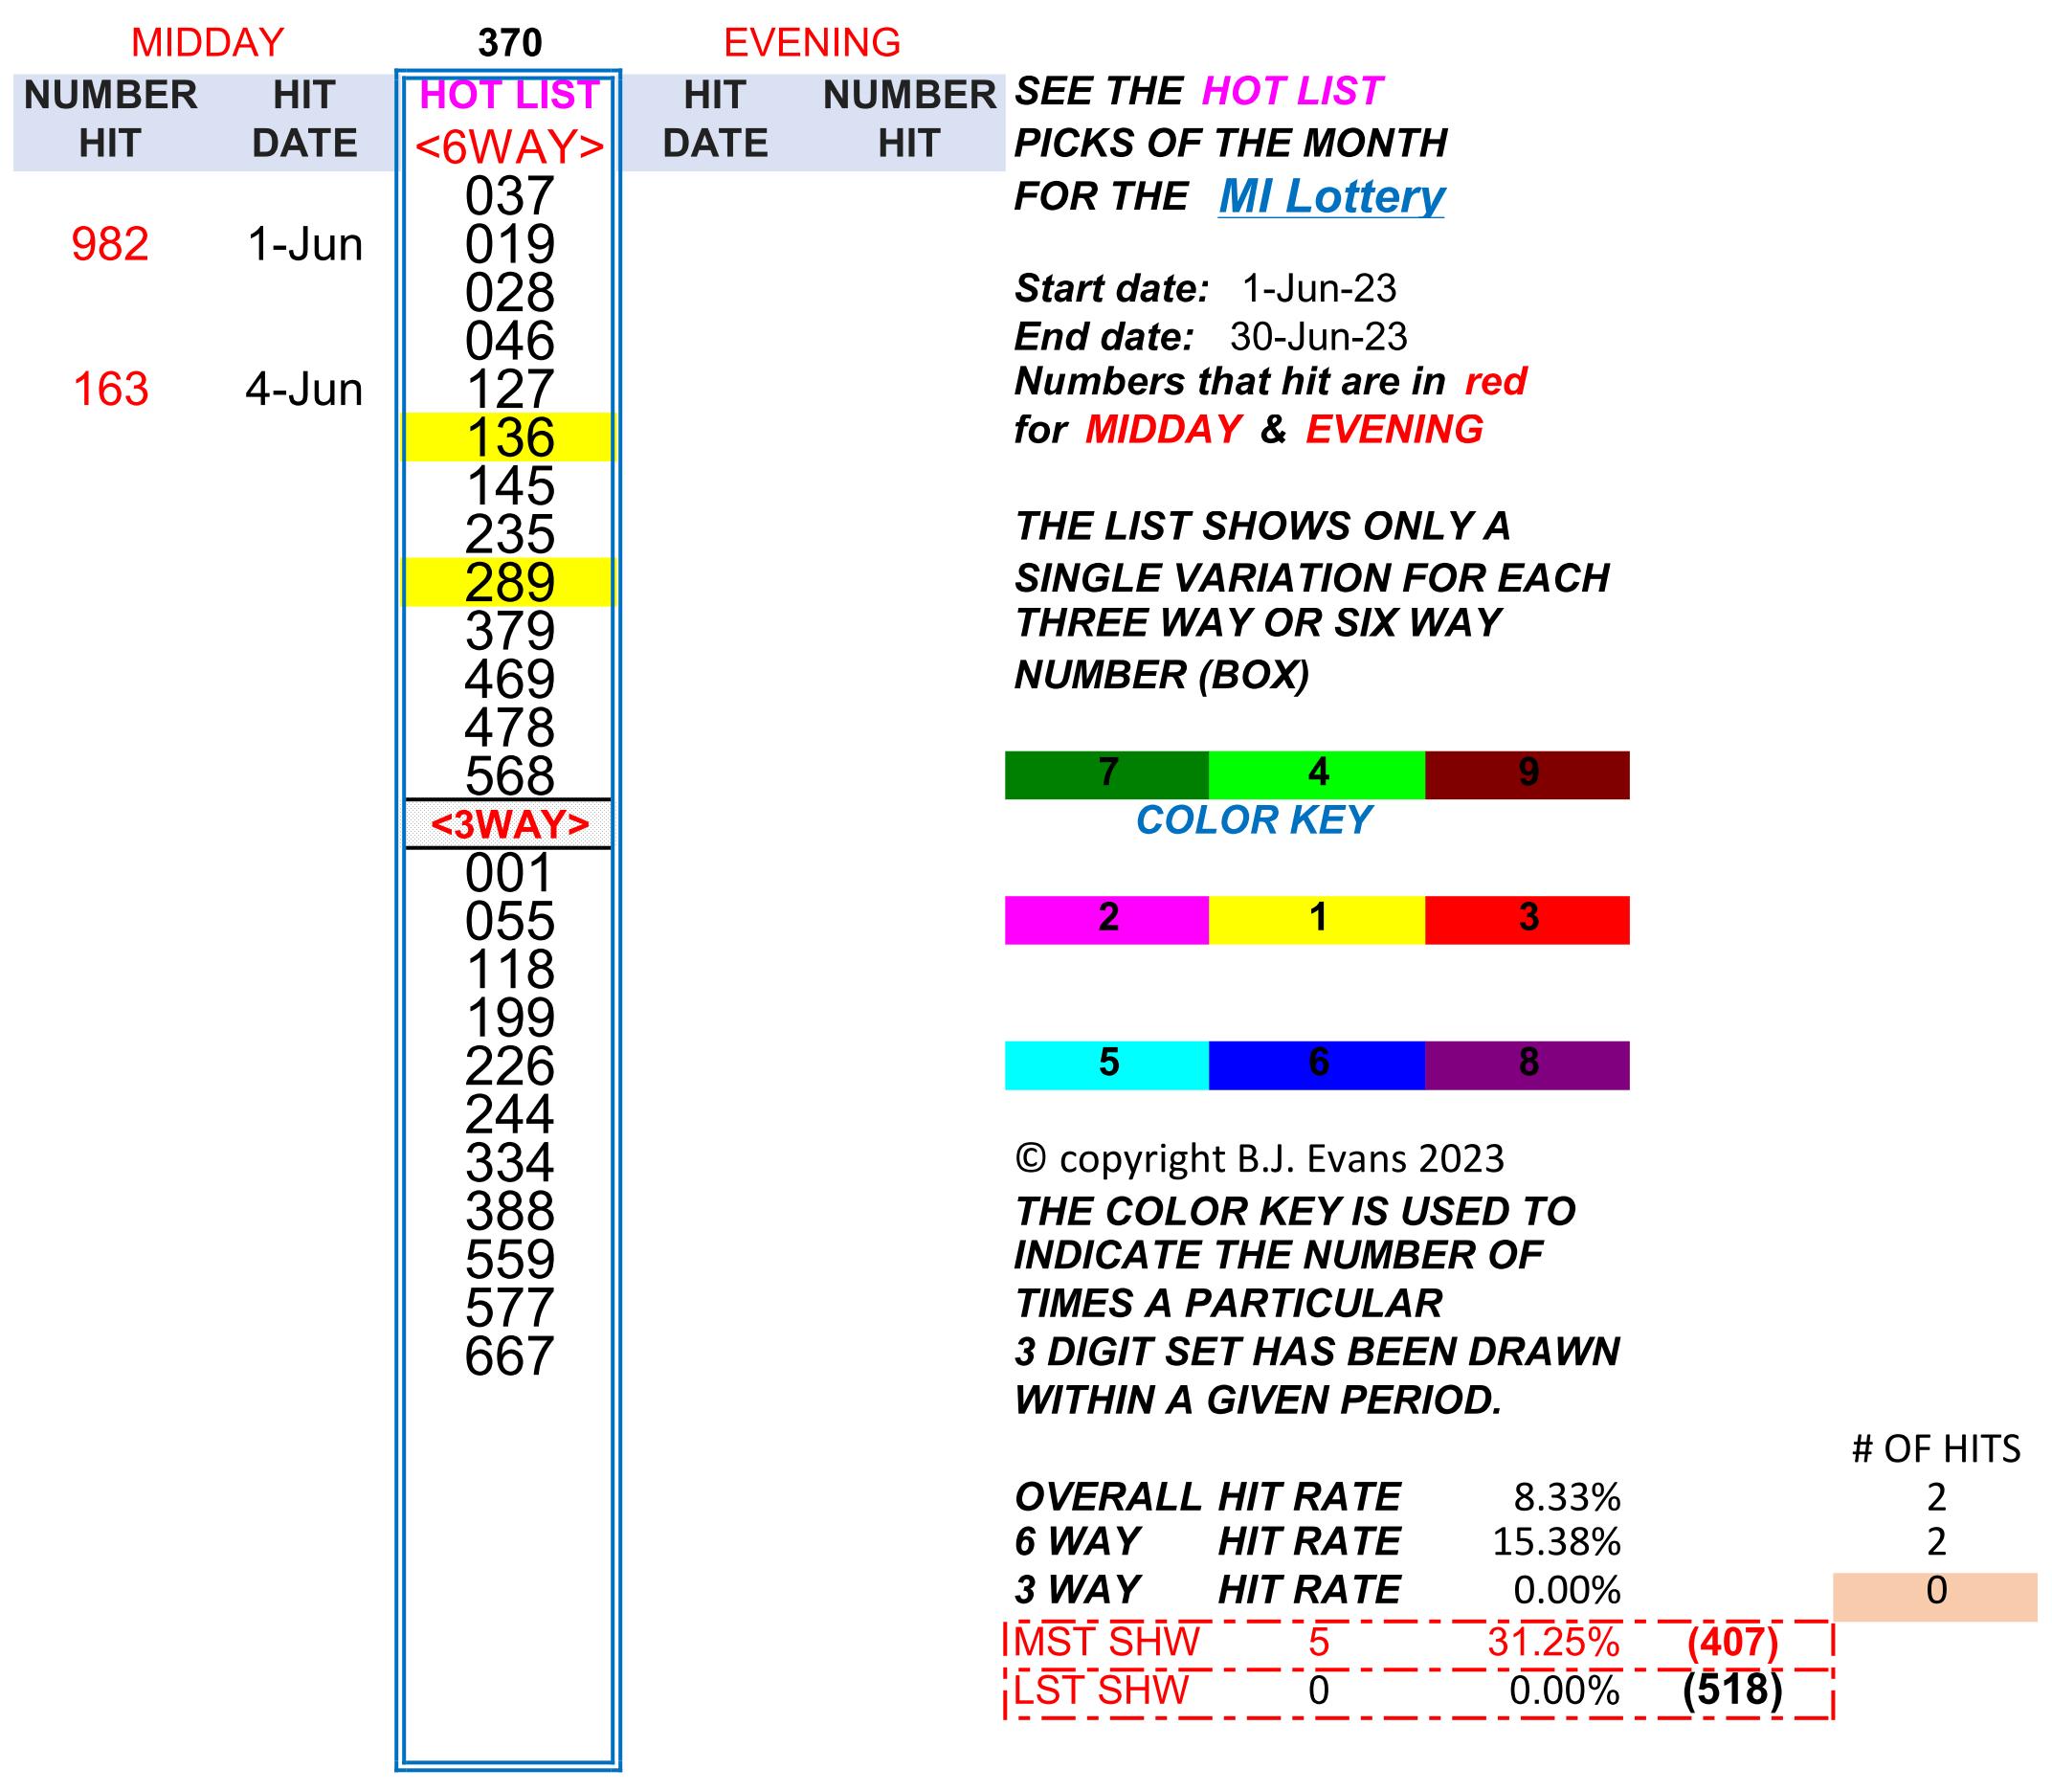 MIDDAY 370 EVENING
NUMBER HIT HOT LIST HIT NUMBER SEE THE HOT LIST
HIT DATE <6WAY> DATE HIT PICKS OF THE MONTH
037 FOR THE MI Lottery
982 1-Jun 019
028 Start date: 1-Jun-23
046 End date: 30-Jun-23
163 4-Jun 127 Numbers that hit are in red
136 for MIDDAY & EVENING
145
235 THE LIST SHOWS ONLY A
289 SINGLE VARIATION FOR EACH
379 THREE WAY OR SIX WAY
469 NUMBER (BOX)
478
568 7 4 9
<3WAY> COLOR KEY
001
055 2 1 3
118
199
226 5 6 8
244
334 © copyright B.J. Evans 2023
388 THE COLOR KEY IS USED TO
559 INDICATE THE NUMBER OF
577 TIMES A PARTICULAR
667 3 DIGIT SET HAS BEEN DRAWN
WITHIN A GIVEN PERIOD.
# OF HITS
OVERALL HIT RATE 8.33% 2
6 WAY HIT RATE 15.38% 2
3 WAY HIT RATE 0.00% 0
MST SHW 5 31.25% (407)
LST SHW 0 0.00% (518)